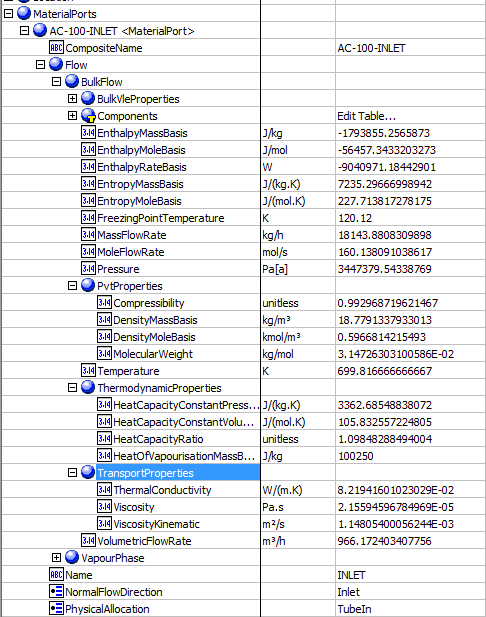 MaterialPorts
AC-100-INLET <MaterialPort>
CompositeName AC-100-INLET
Flow
BulkFlow
BulkVleProperties
Components Edit Table...
EnthalpyMassBasis J/kg -1793855.2565873
EnthalpyMoleBasis J/mol -56457.3433203273
EnthalpyRateBasis W -9040971.18442901
EntropyMassBasis J/(kg.K) 7235.29666998942
EntropyMoleBasis J/(mol.K) 227.713817278175
FreezingPointTemperature K 120.12
MassFlowRate kg/h 18143.8808309898
MoleFlowRate mol/s 160.138091038617
Pressure Pa[a] 3447379.54338769
PvtProperties
Compressibility unitless 0.992968719621467
DensityMassBasis kg/m³ 18.7791337933013
DensityMoleBasis kmol/m³ 0.5966814215493
MolecularWeight kg/mol 3.14726303100586E-02
Temperature K 699.816666666667
ThermodynamicProperties
HeatCapacityConstantPress... J/(kg.K) 3362.68548838072
HeatCapacityConstantVolu... J/(mol.K) 105.832557224805
HeatCapacityRatio unitless 1.09848288494004
HeatOfVapourisationMassB... J/kg 100250
TransportProperties
ThermalConductivity W/(m.K) 8.21941601023029E-02
Viscosity Pa.s 2.15594596784969E-05
ViscosityKinematic m²/s 1.14805400056244E-03
VolumetricFlowRate m³/h 966.172403407756
VapourPhase
Name INLET
NormalFlowDirection Inlet
PhysicalAllocation TubeIn